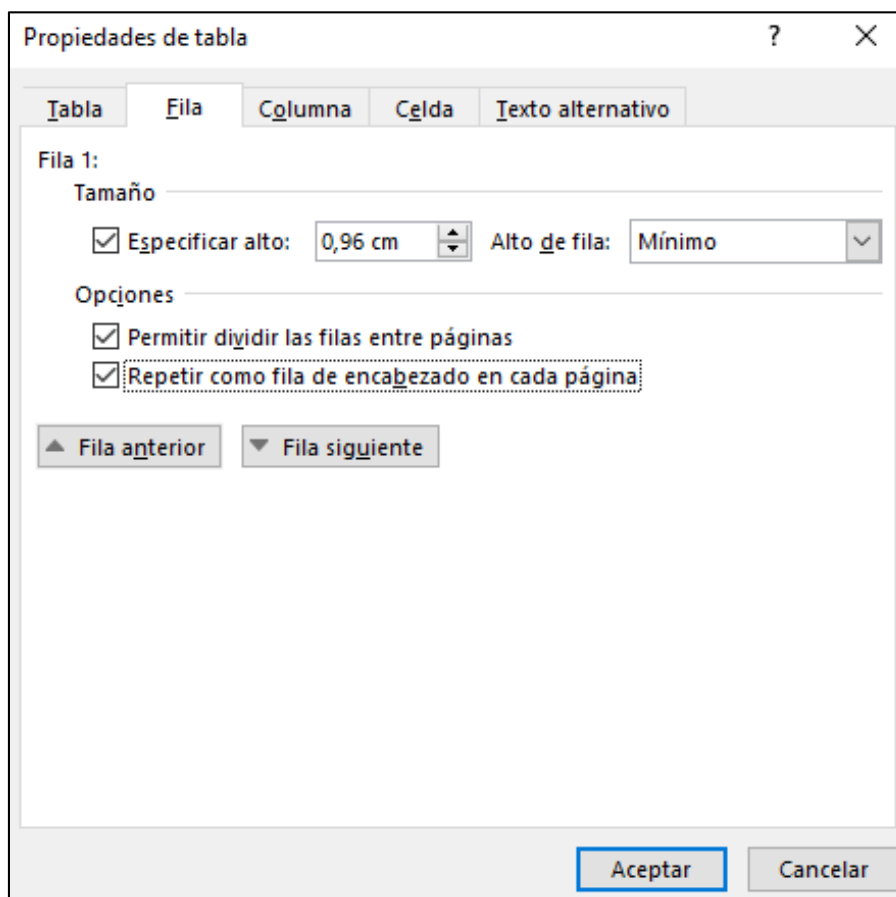 Propiedades de tabla ?
Tabla Fila Columna Celda Texto alternativo
Fila 1:
Tamaño
Especificar alto: 0,96 cm Alto de fila: Mínimo
Opciones
Permitir dividir las filas entre páginas
Repetir como fila de encabezado en cada página
Fila anterior Fila siguiente
Aceptar Cancelar